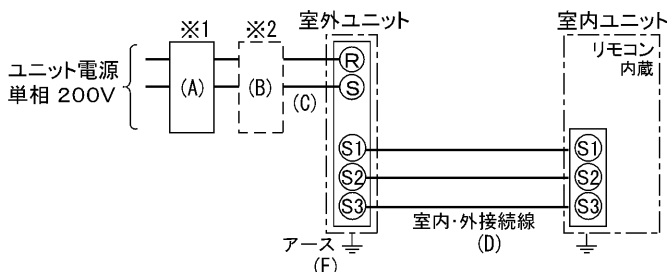 ※1
※2
室外ユニット
室内ユニット
ユニット電源
単相 200V
(A)
(B)
(C)
R
S
リモコン
内蔵
S1
S2
S3
S1
S2
S3
室内・外接続線
(D)
アース
(E)